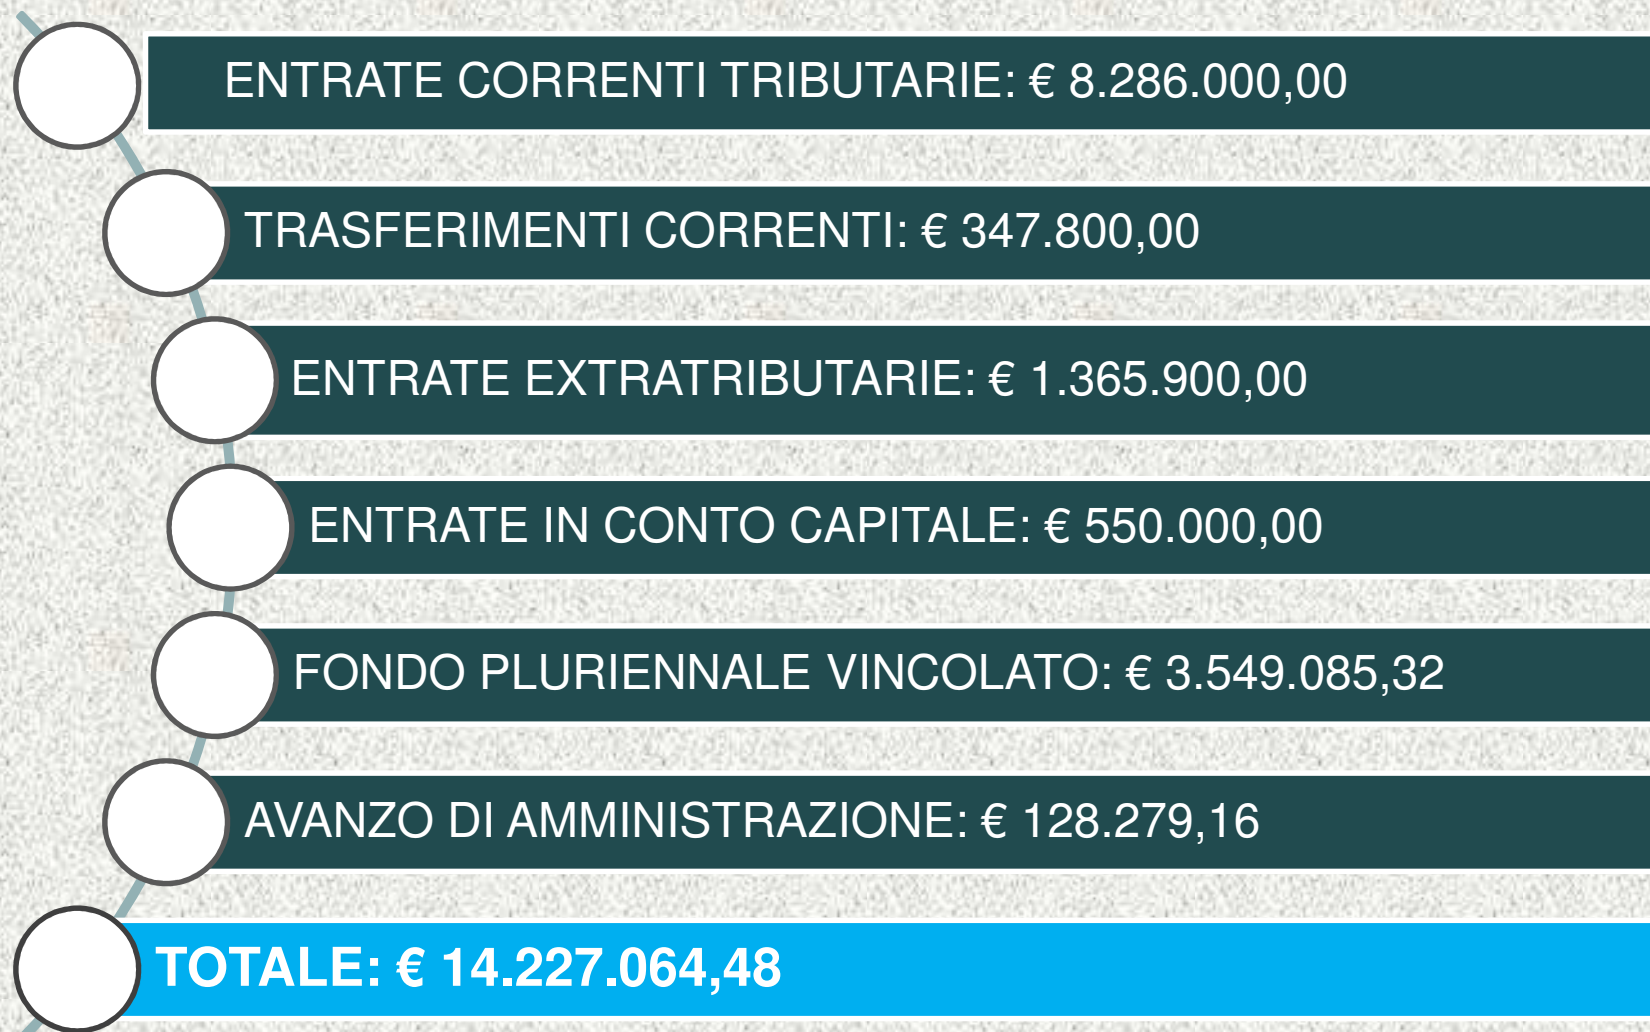 ENTRATE CORRENTI TRIBUTARIE: € 8.286.000,00
TRASFERIMENTI CORRENTI: € 347.800,00
ENTRATE EXTRATRIBUTARIE: € 1.365.900,00
ENTRATE IN CONTO CAPITALE: € 550.000,00
FONDO PLURIENNALE VINCOLATO: € 3.549.085,32
AVANZO DI AMMINISTRAZIONE: € 128.279,16
TOTALE: € 14.227.064,48